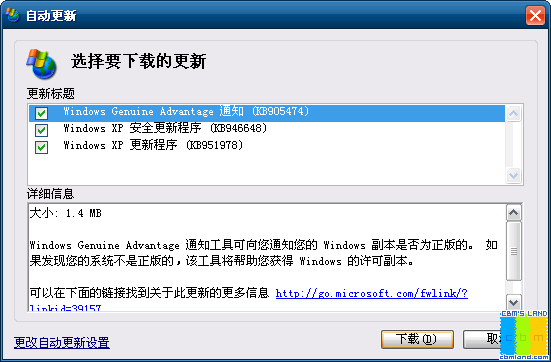 自动更新
选择要下载的更新
更新标题
Windows Genuine Advantage 通知 (KB905474)
Windows XP 安全更新程序 (KB946648)
Windows XP 更新程序 (KB951978)
详细信息
大小: 1.4 MB
Windows Genuine Advantage 通知工具可向您通知您的 Windows 副本是否为正版的。 如
果发现您的系统不是正版的，该工具将帮助您获得 Windows 的许可副本。
可以在下面的链接找到关于此更新的更多信息 http://go.microsoft.com/fwlink/?
linkid=39157
更改自动更新设置
下载(D)
取
CBM'S LAND
cbmland.com